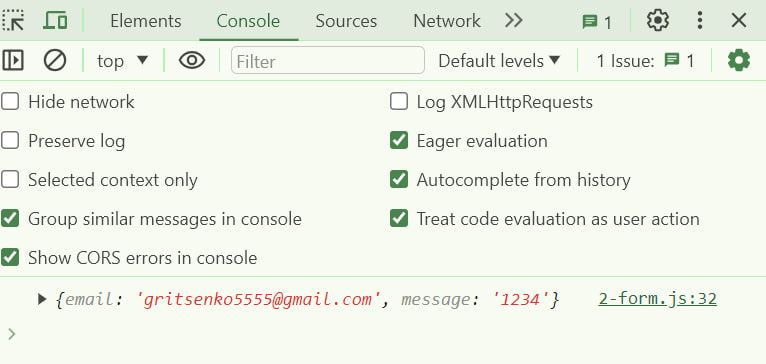 Elements Console Sources Network 1
top Filter Default levels 1 Issue: 1
Hide network Log XMLHttpRequests
Preserve log Eager evaluation
Selected context only Autocomplete from history
Group similar messages in console Treat code evaluation as user action
Show CORS errors in console
{email: 'gritsenko5555@gmail.com', message: '1234'} 2-form.js:32